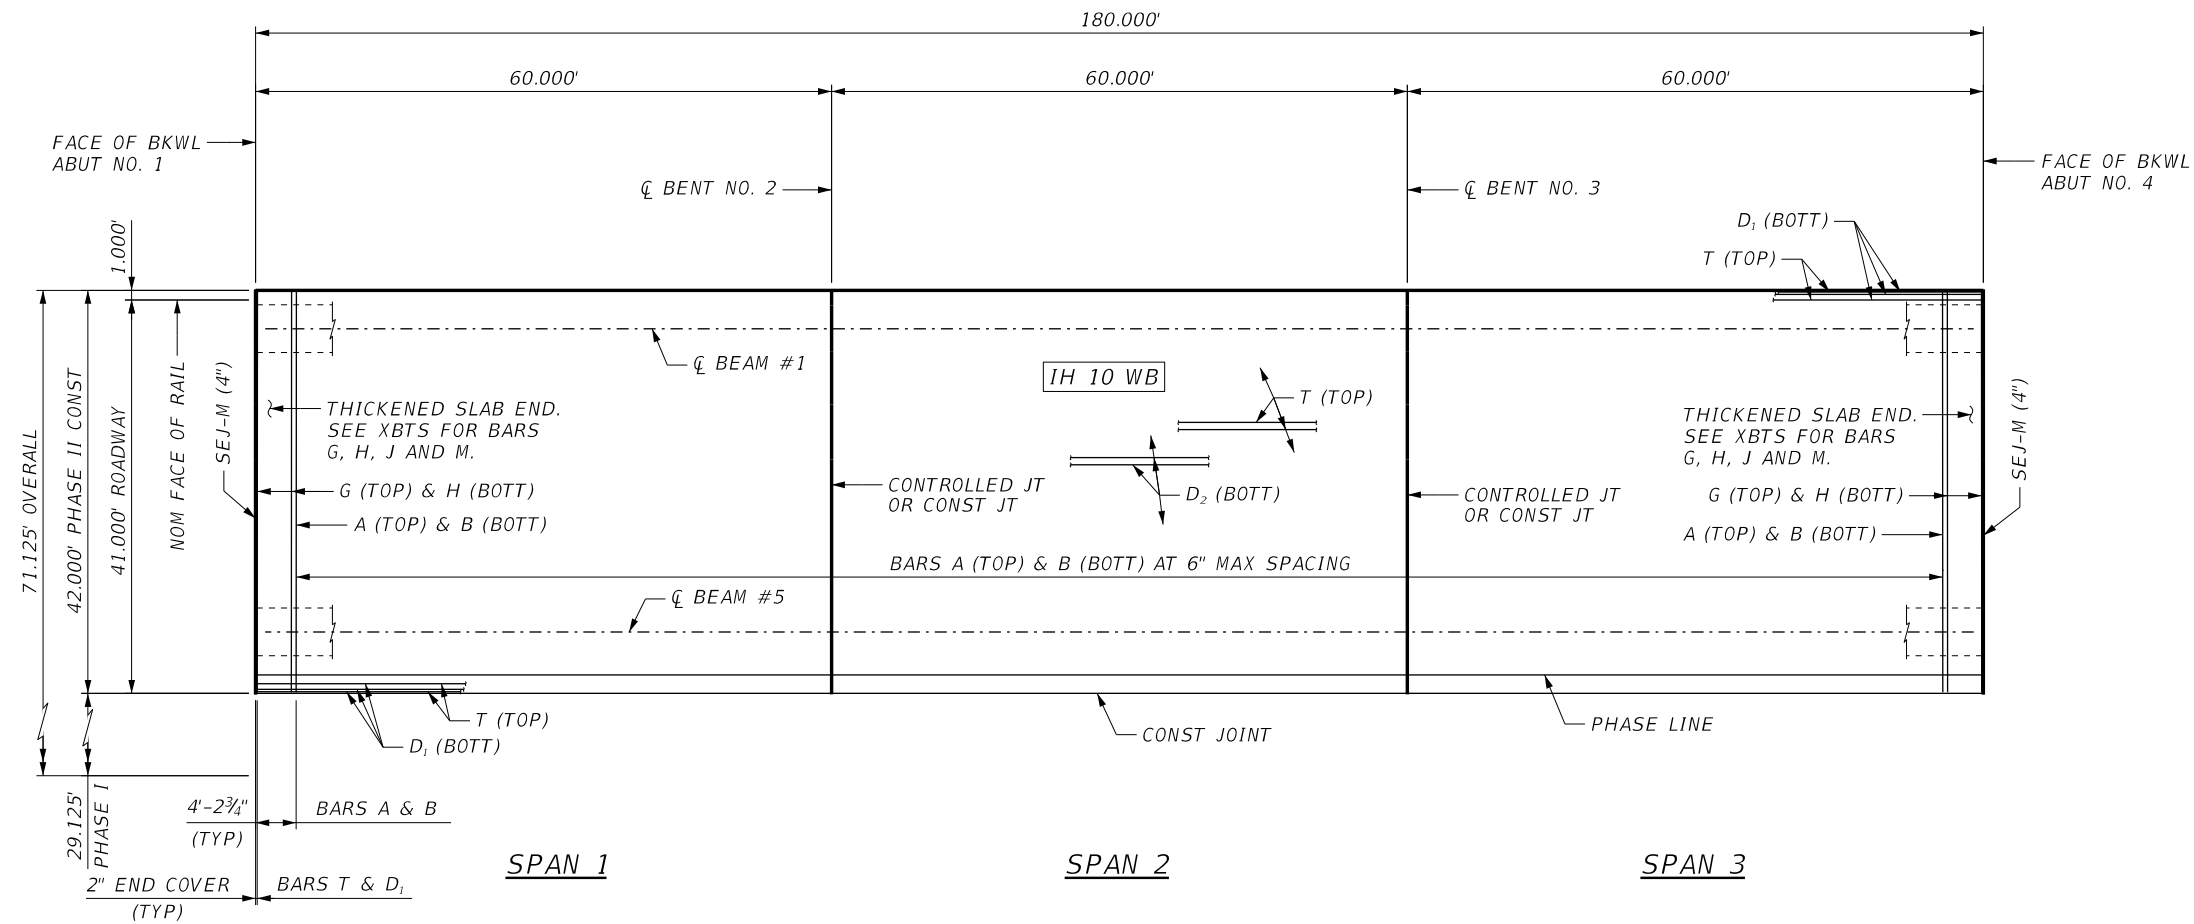 180.000'
60.000'
60.000'
60.000'
FACE OF BKWL
ABUT NO. 1
℄ BENT NO. 2
℄ BENT NO. 3
FACE OF BKWL
ABUT NO. 4
D₁ (BOTT)
T (TOP)
1.000'
71.125' OVERALL
42.000' PHASE II CONST
41.000' ROADWAY
NOM FACE OF RAIL
SEJ-M (4")
℄ BEAM #1
IH 10 WB
T (TOP)
THICKENED SLAB END.
SEE XBTS FOR BARS
G, H, J AND M.
THICKENED SLAB END.
SEE XBTS FOR BARS
G, H, J AND M.
SEJ-M (4")
G (TOP) & H (BOTT)
A (TOP) & B (BOTT)
CONTROLLED JT
OR CONST JT
D₂ (BOTT)
CONTROLLED JT
OR CONST JT
G (TOP) & H (BOTT)
A (TOP) & B (BOTT)
BARS A (TOP) & B (BOTT) AT 6" MAX SPACING
℄ BEAM #5
T (TOP)
D₁ (BOTT)
CONST JOINT
PHASE LINE
29.125'
PHASE I
4'-2¾"
(TYP)
BARS A & B
2" END COVER
(TYP)
BARS T & D₁
SPAN 1
SPAN 2
SPAN 3